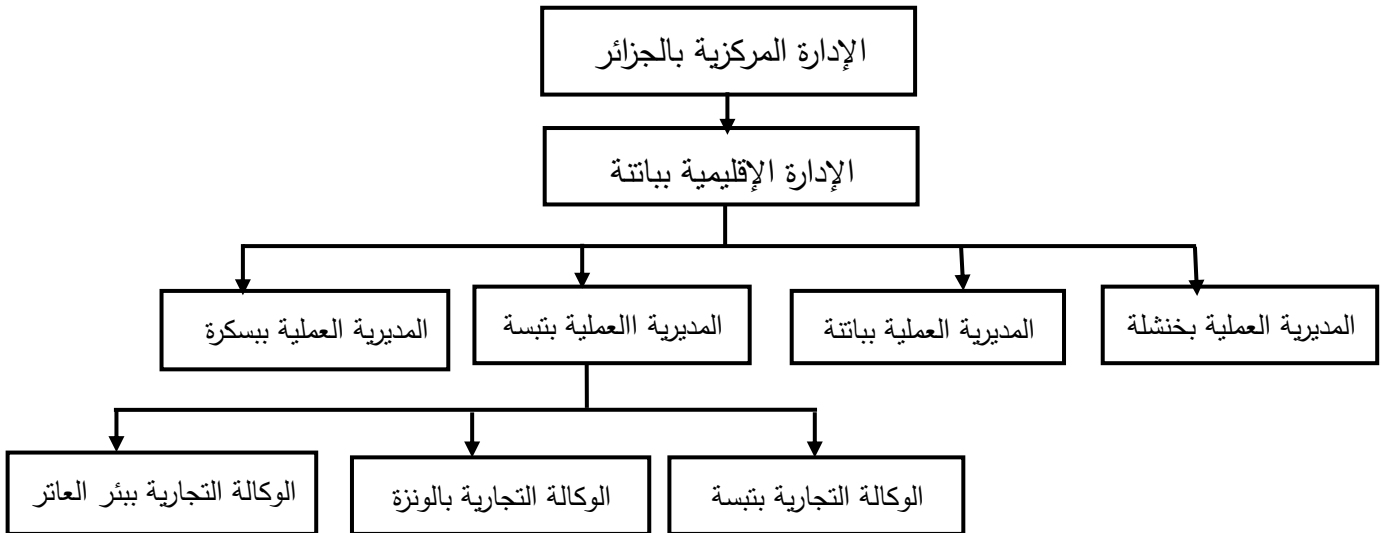 الإدارة المركزية بالجزائر
الإدارة الإقليمية بباتنة
المديرية العملية بخنشلة
المديرية العملية بباتنة
المديرية االعملية بتبسة
المديرية العملية ببسكرة
الوكالة التجارية بتبسة
الوكالة التجارية بالونزة
الوكالة التجارية ببئر العاتر